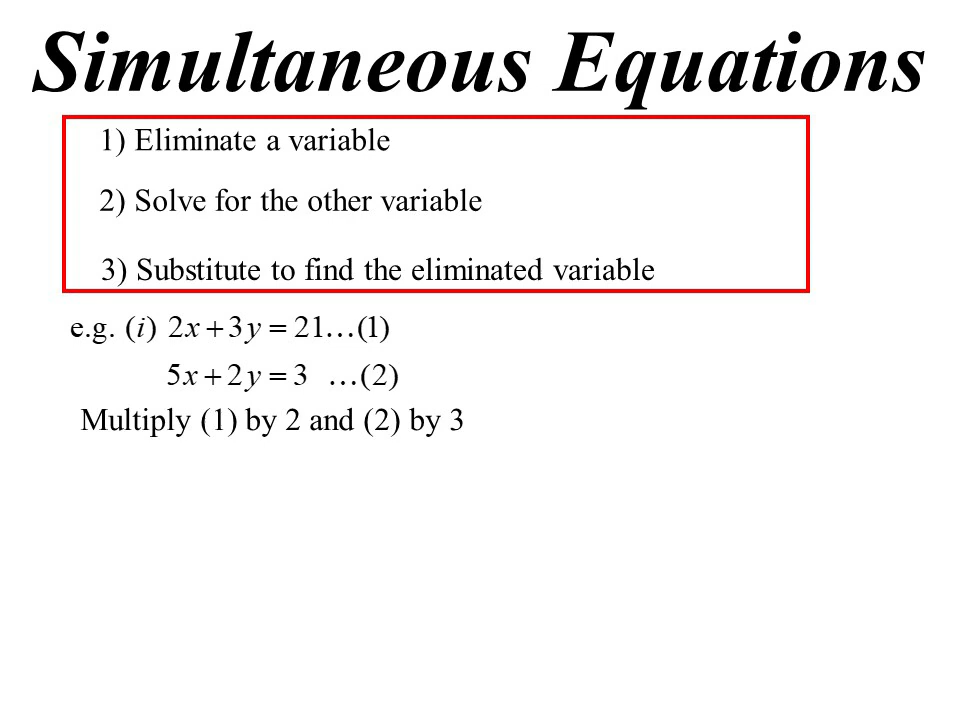 Simultaneous Equations
1) Eliminate a variable
2) Solve for the other variable
3) Substitute to find the eliminated variable
e.g. (i) 2x + 3y = 21…(1)
5x + 2y = 3 …(2)
Multiply (1) by 2 and (2) by 3